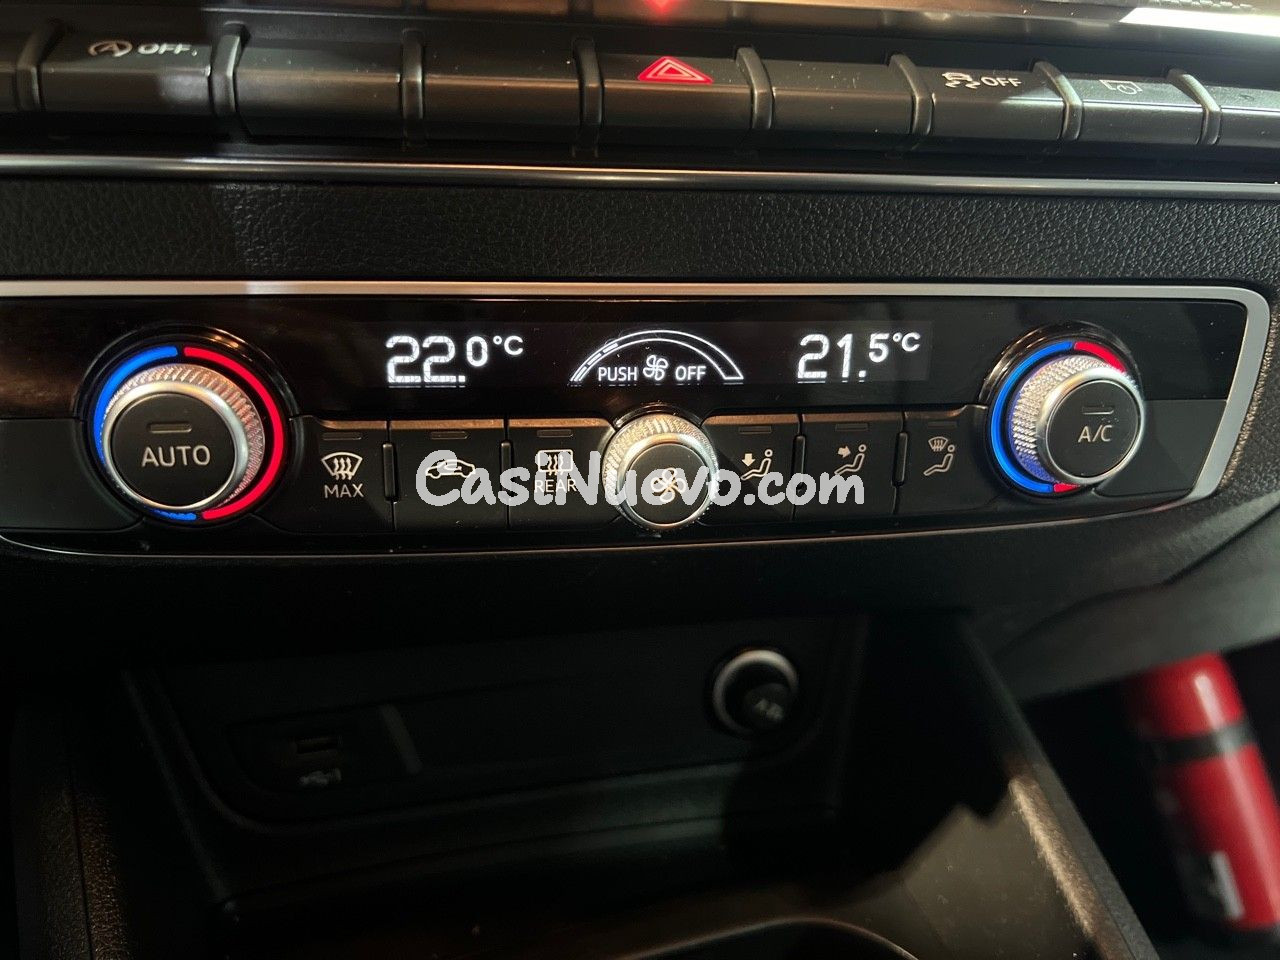 OFF
OFF
22.0°C
PUSH OFF
21.5°C
AUTO
A/C
MAX
REAR
CasiNuevo.com